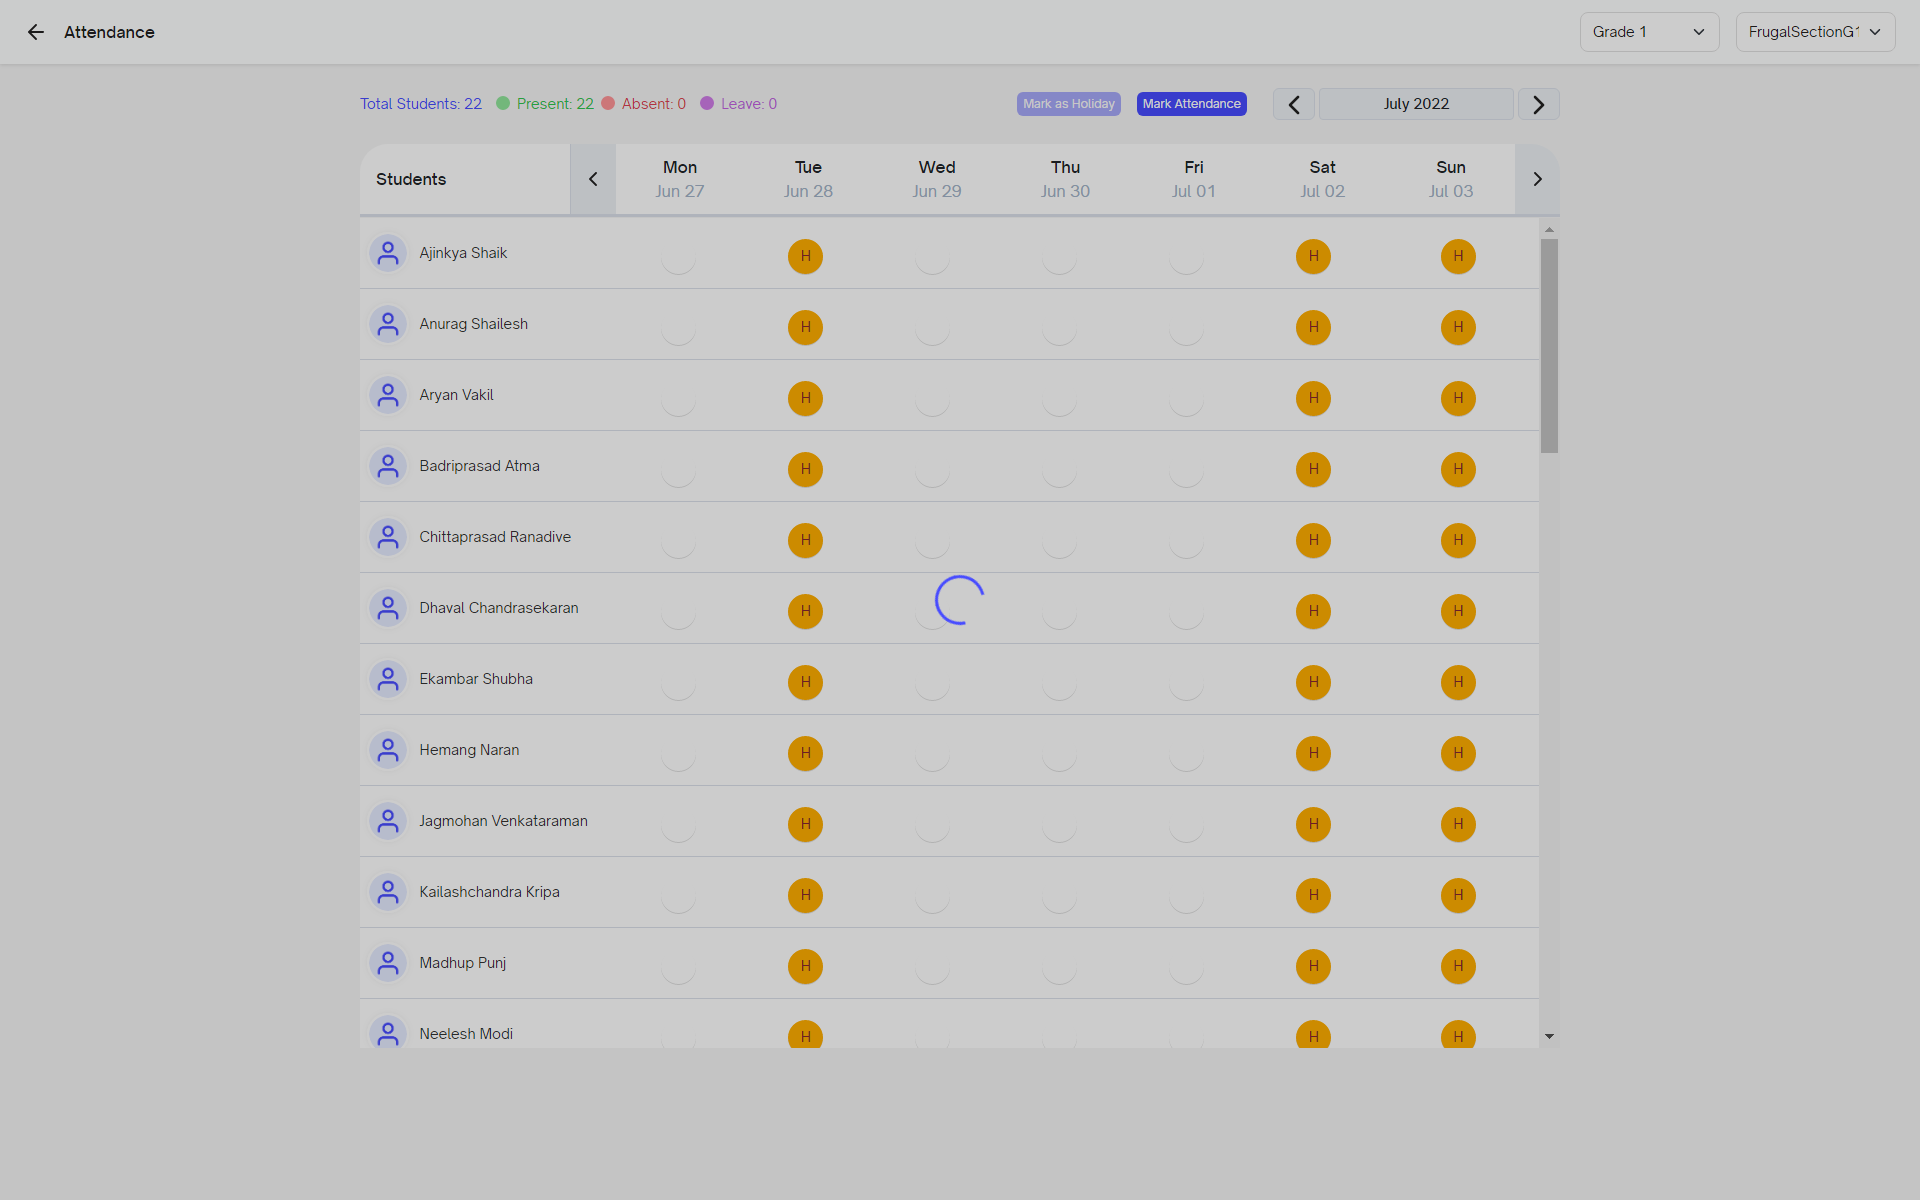 Attendance
Grade 1
FrugalSectionG1
Total Students: 22 Present: 22 Absent: 0 Leave: 0
Mark as Holiday Mark Attendance July 2022
Students Mon Tue Wed Thu Fri Sat Sun
Jun 27 Jun 28 Jun 29 Jun 30 Jul 01 Jul 02 Jul 03
Ajinkya Shaik H H H
Anurag Shailesh H H H
Aryan Vakil H H H
Badriprasad Atma H H H
Chittaprasad Ranadive H H H
Dhaval Chandrasekaran H H H
Ekambar Shubha H H H
Hemang Naran H H H
Jagmohan Venkataraman H H H
Kailashchandra Kripa H H H
Madhup Punj H H H
Neelesh Modi H H H